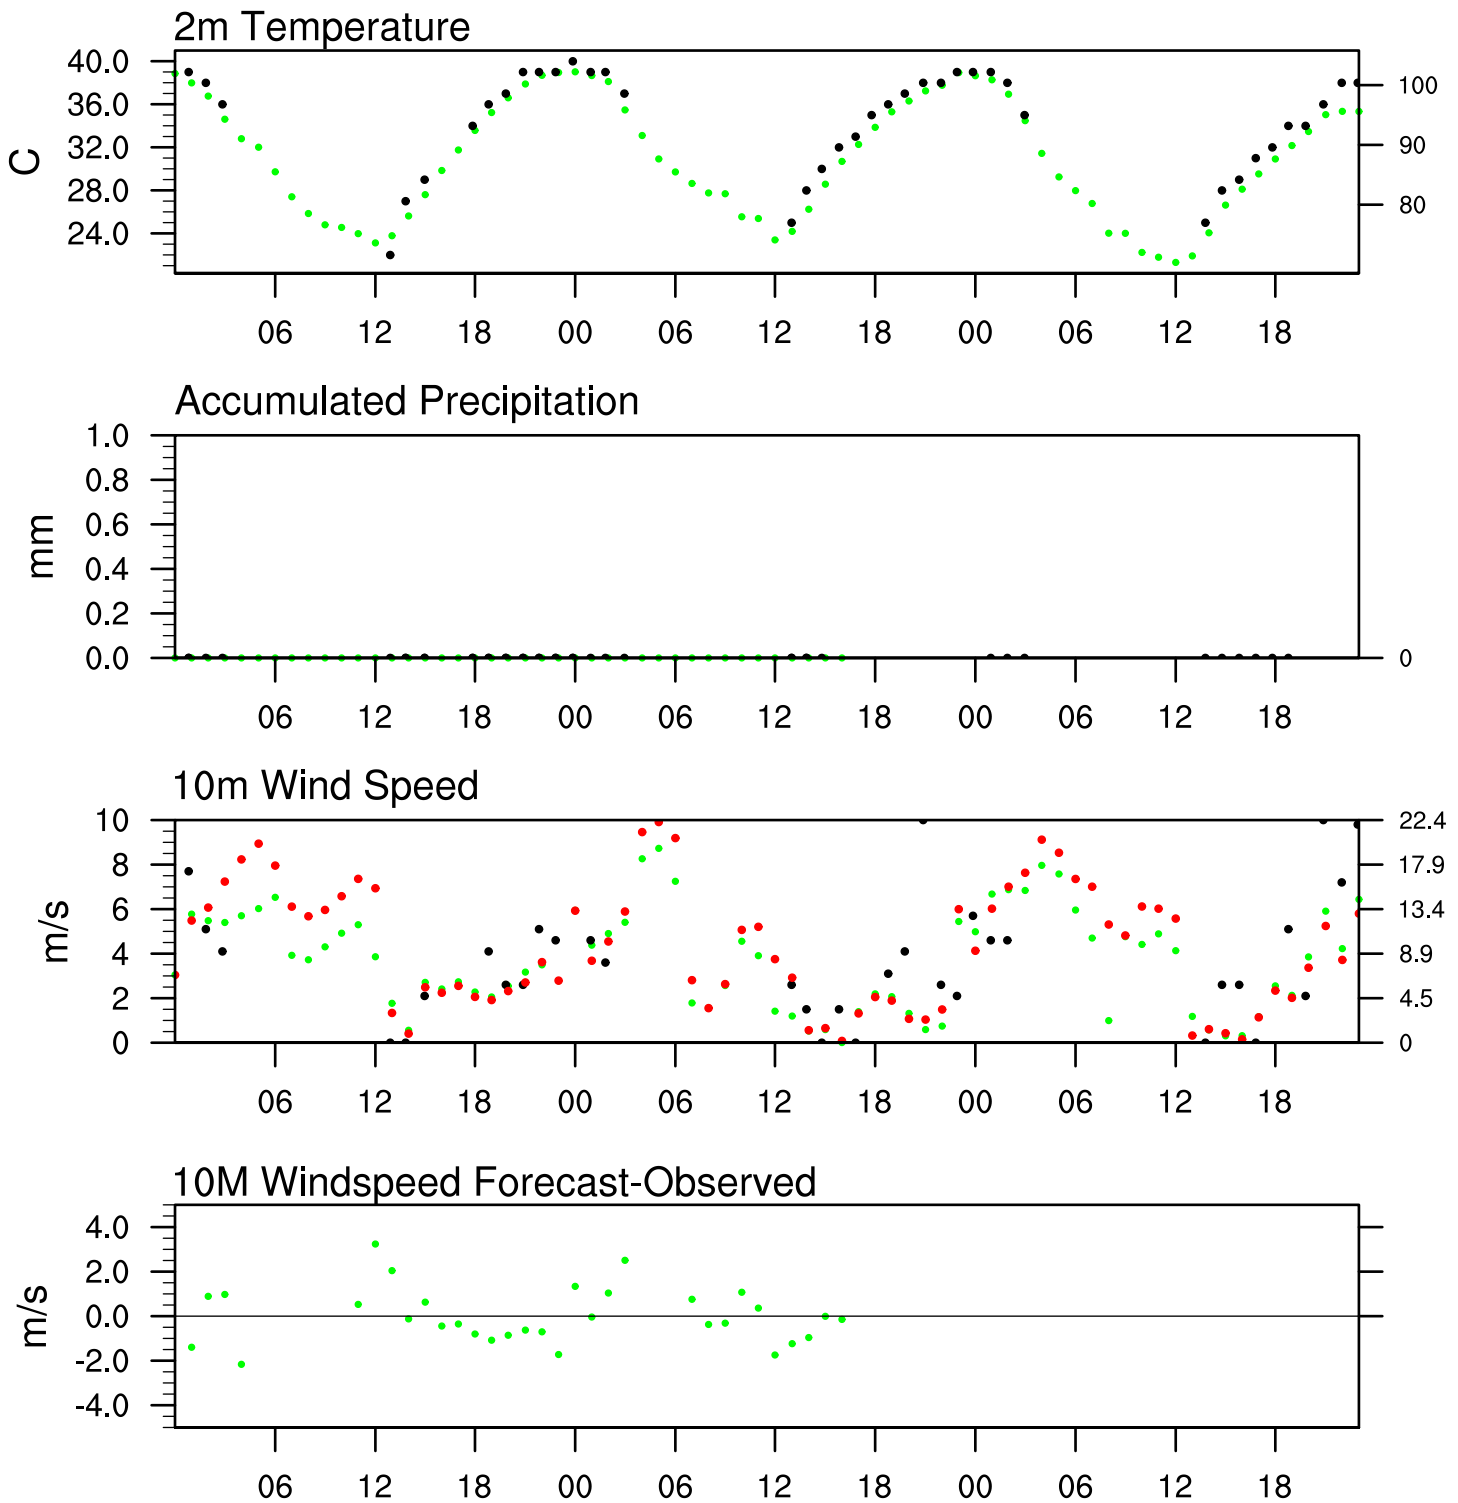 2m Temperature
40.0
36.0
32.0
28.0
24.0
C
100
90
80
06 12 18 00 06 12 18 00 06 12 18
Accumulated Precipitation
1.0
0.8
0.6
0.4
0.2
0.0
mm
0
06 12 18 00 06 12 18 00 06 12 18
10m Wind Speed
10
8
6
4
2
0
m/s
22.4
17.9
13.4
8.9
4.5
0
06 12 18 00 06 12 18 00 06 12 18
10M Windspeed Forecast-Observed
4.0
2.0
0.0
-2.0
-4.0
m/s
06 12 18 00 06 12 18 00 06 12 18